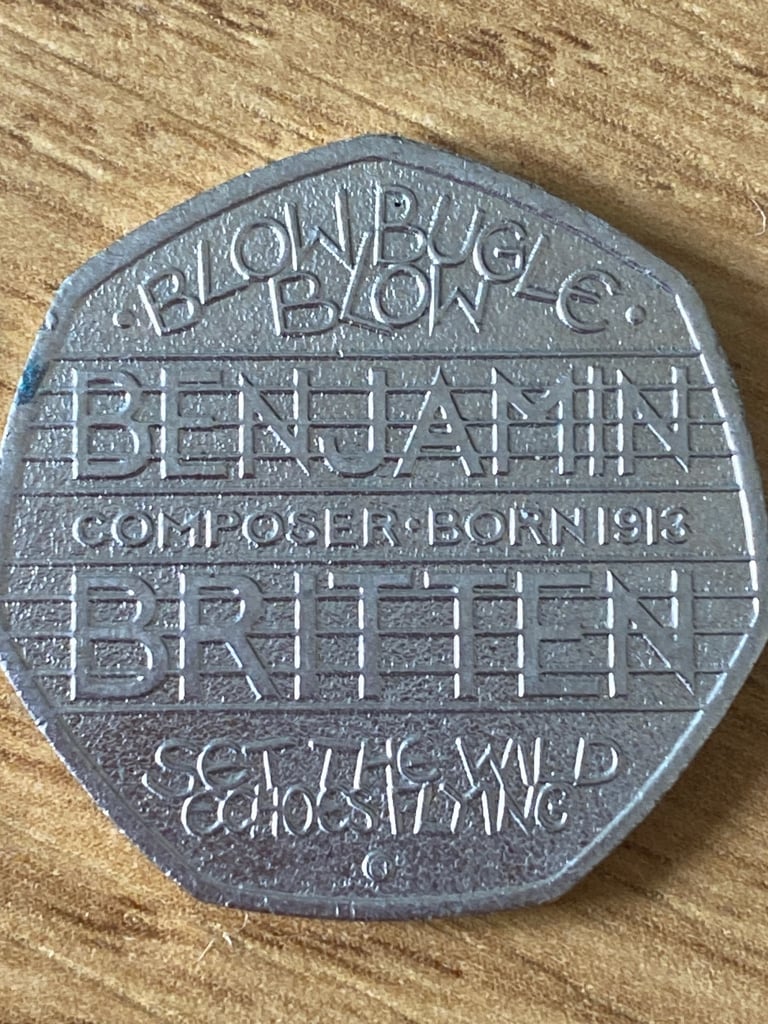 ·BLOW BUGLE·
BLOW
BENJAMIN
COMPOSER·BORN 1913
BRITTEN
SET THE WILD
ECHOES FLYING
G